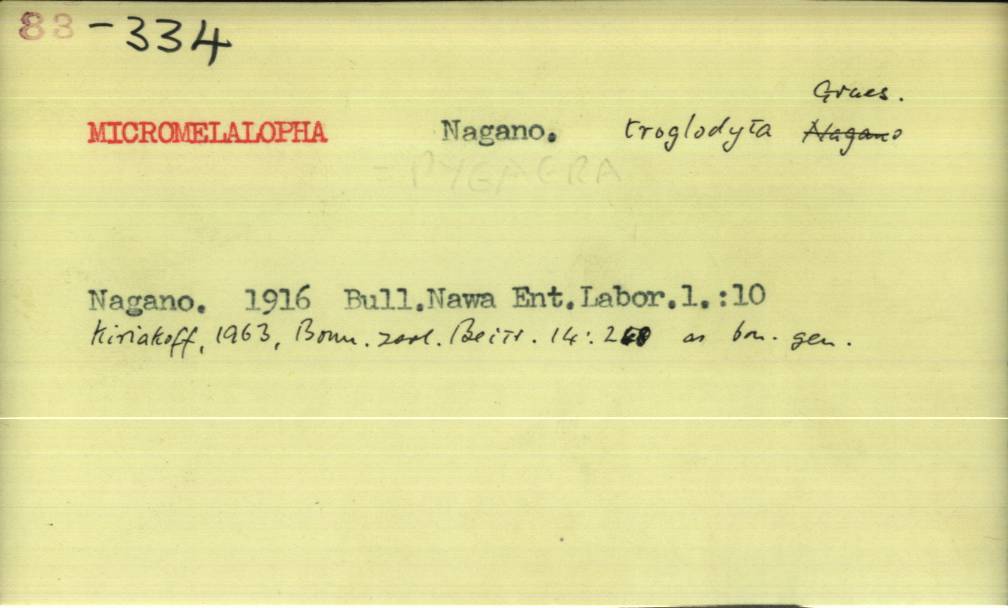 83 -334
Graes.
MICROMELALOPHA Nagano. troglodyta Nagano
- PYGAERA
Nagano. 1916 Bull.Nawa Ent.Labor.1.:10
Kiriakoff, 1963, Bonn. zool. Beitr. 14: as bon. gen.